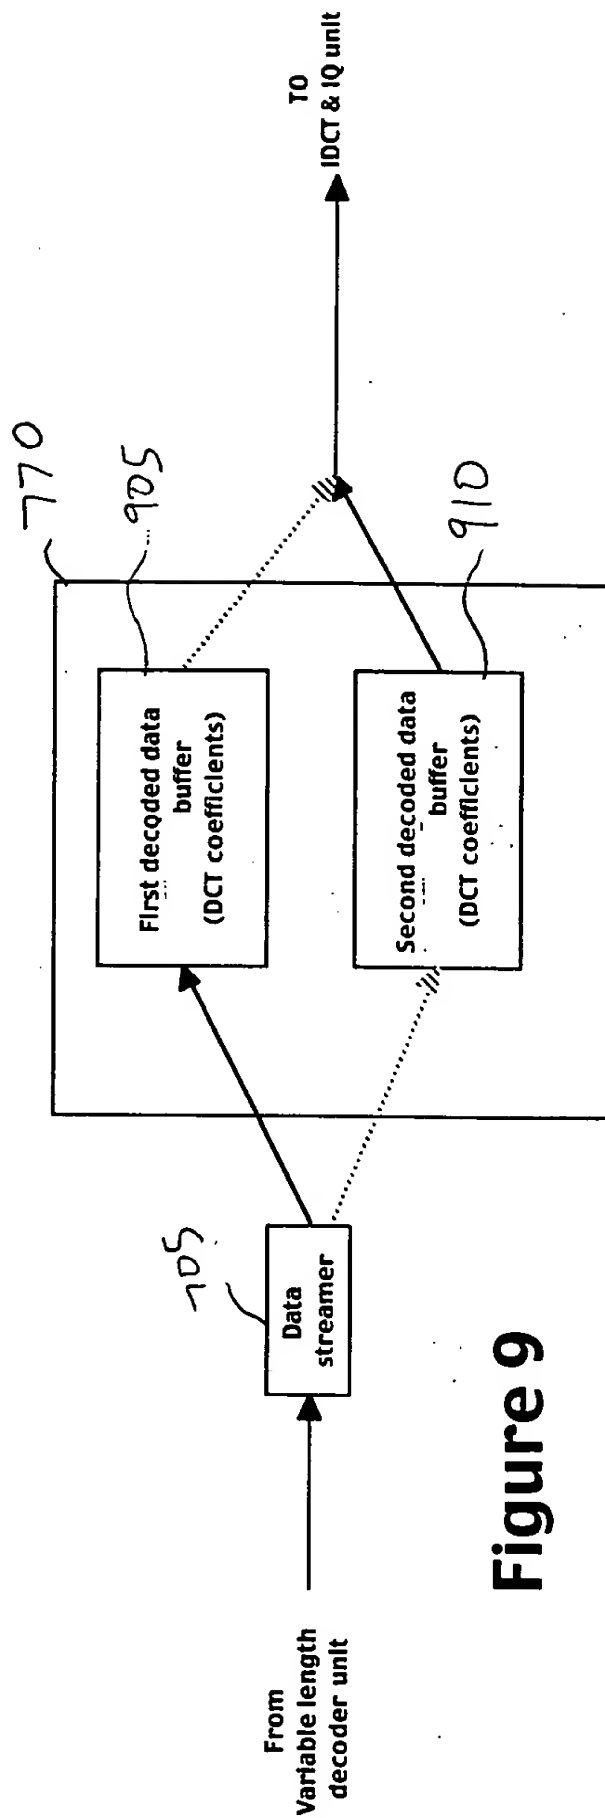 From
Variable length
decoder unit
705
Data
streamer
770
905
First decoded data
buffer
(DCT coefficients)
Second decoded data
buffer
(DCT coefficients)
910
TO
IDCT & IQ unit
Figure 9